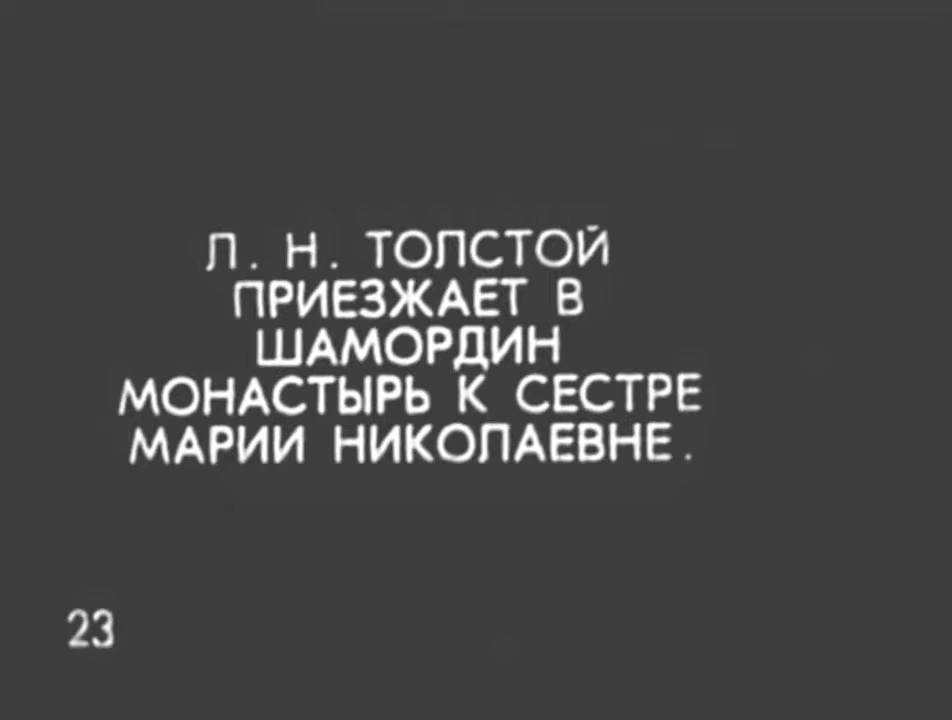 Л. Н. ТОЛСТОЙ
ПРИЕЗЖАЕТ В
ШАМОРДИН
МОНАСТЫРЬ К СЕСТРЕ
МАРИИ НИКОЛАЕВНЕ.
23